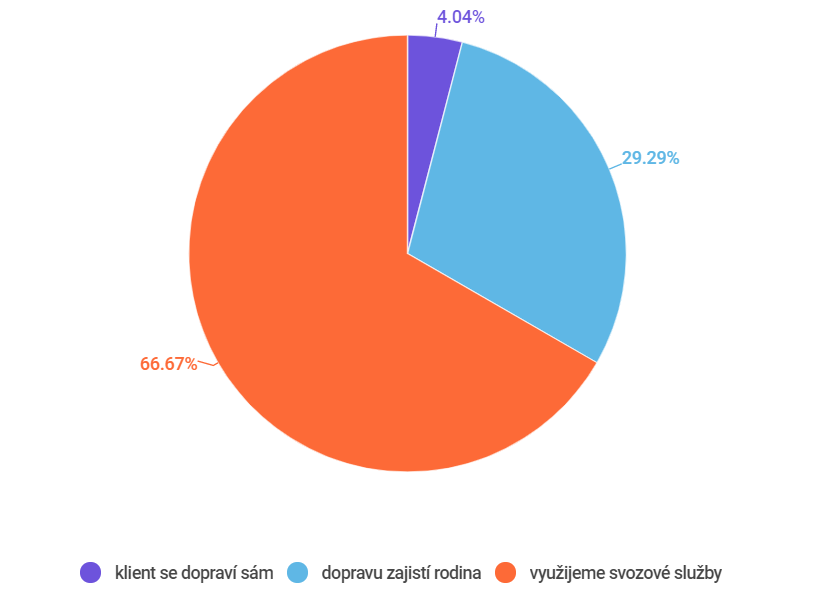 4.04%
29.29%
66.67%
klient se dopraví sám dopravu zajistí rodina využijeme svozové služby